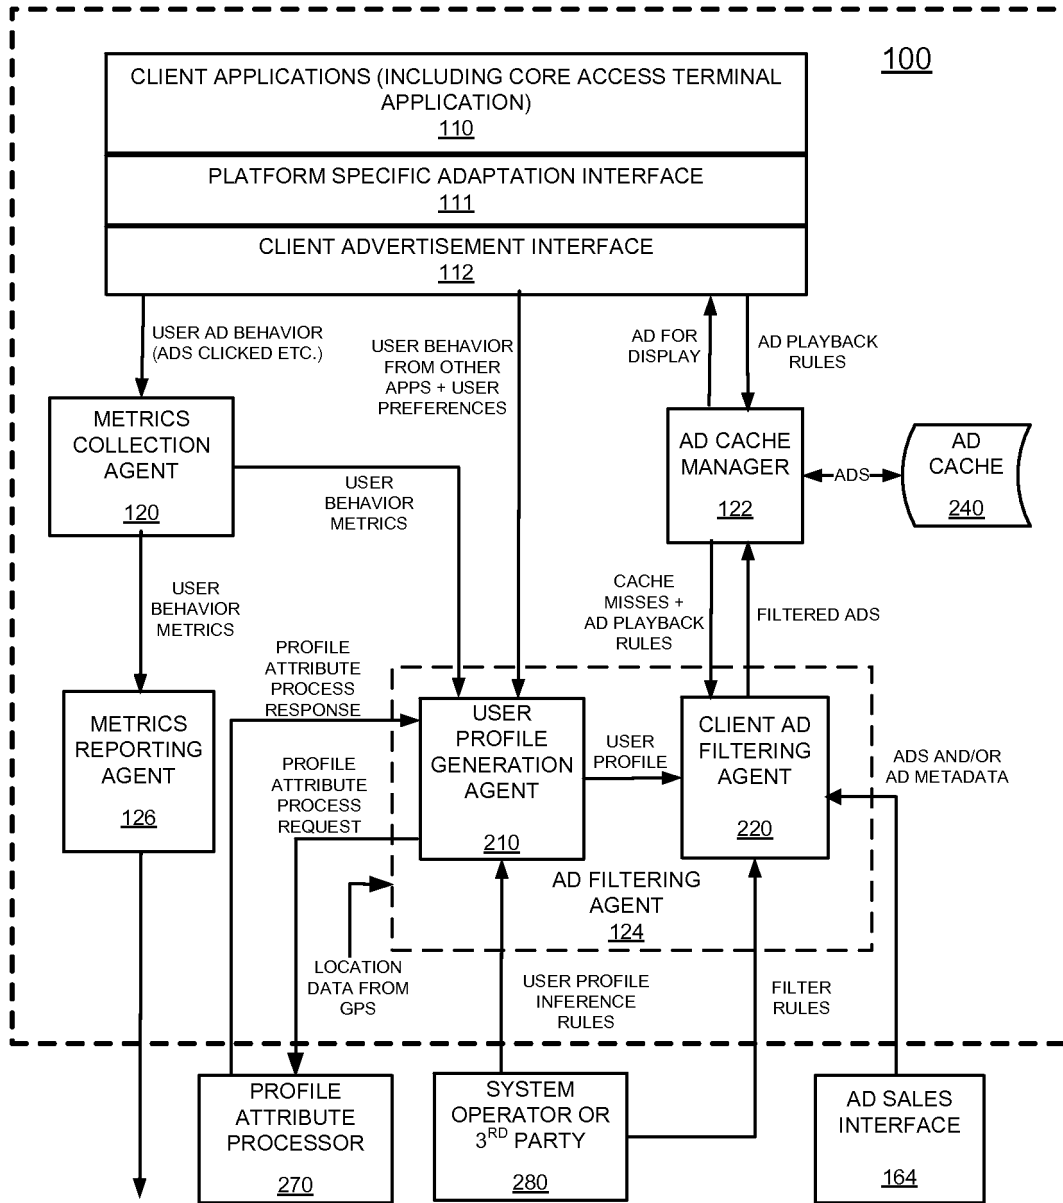 100
CLIENT APPLICATIONS (INCLUDING CORE ACCESS TERMINAL
APPLICATION)
110
PLATFORM SPECIFIC ADAPTATION INTERFACE
111
CLIENT ADVERTISEMENT INTERFACE
112
USER AD BEHAVIOR
(ADS CLICKED ETC.)
USER BEHAVIOR
FROM OTHER
APPS + USER
PREFERENCES
AD FOR
DISPLAY
AD PLAYBACK
RULES
METRICS
COLLECTION
AGENT
120
USER
BEHAVIOR
METRICS
AD CACHE
MANAGER
122
ADS
AD
CACHE
240
USER
BEHAVIOR
METRICS
CACHE
MISSES +
AD PLAYBACK
RULES
FILTERED ADS
PROFILE
ATTRIBUTE
PROCESS
RESPONSE
METRICS
REPORTING
AGENT
126
PROFILE
ATTRIBUTE
PROCESS
REQUEST
USER
PROFILE
GENERATION
AGENT
210
USER
PROFILE
CLIENT AD
FILTERING
AGENT
220
ADS AND/OR
AD METADATA
AD FILTERING
AGENT
124
LOCATION
DATA FROM
GPS
USER PROFILE
INFERENCE
RULES
FILTER
RULES
PROFILE
ATTRIBUTE
PROCESSOR
270
SYSTEM
OPERATOR OR
3RD PARTY
280
AD SALES
INTERFACE
164